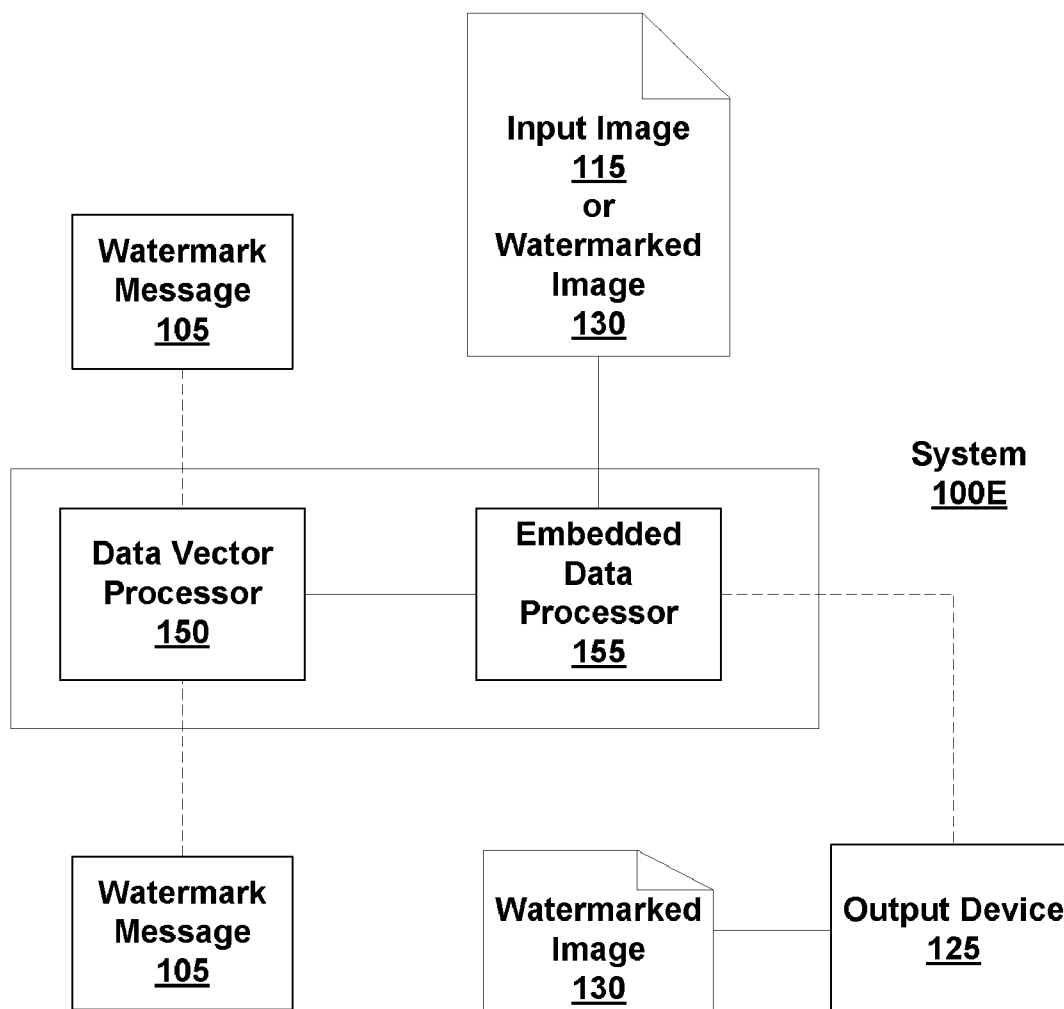 Input Image
115
or
Watermarked
Image
130
Watermark
Message
105
System
100E
Data Vector
Processor
150
Embedded
Data
Processor
155
Watermark
Message
105
Watermarked
Image
130
Output Device
125